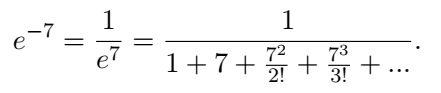 $e^{-7} = \frac{1}{e^7} = \frac{1}{1 + 7 + \frac{7^2}{2!} + \frac{7^3}{3!} + ...}.$